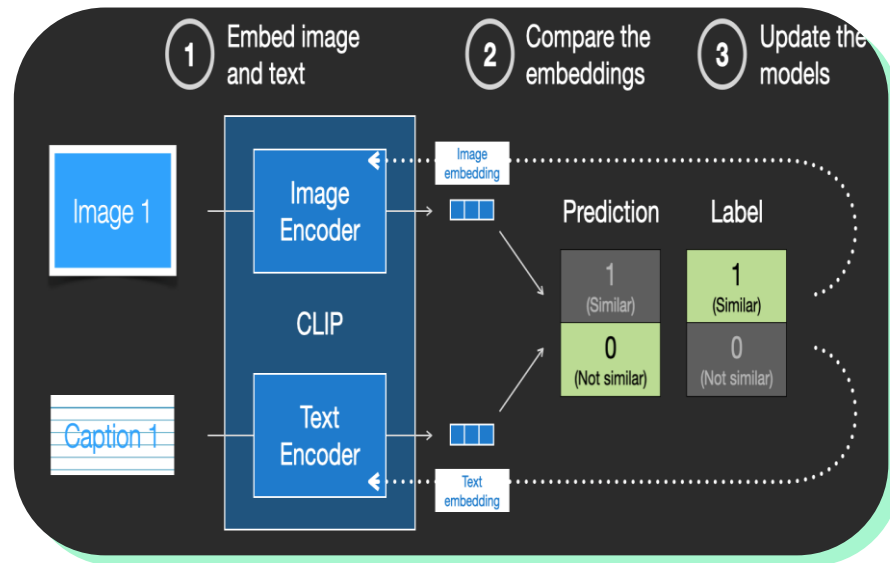 1
Embed image
and text
2
Compare the
embeddings
3
Update the
models
Image 1
Image
Encoder
Image
embedding
Prediction
Label
1
(Similar)
1
(Similar)
CLIP
0
(Not similar)
0
(Not similar)
Caption 1
Text
Encoder
Text
embedding